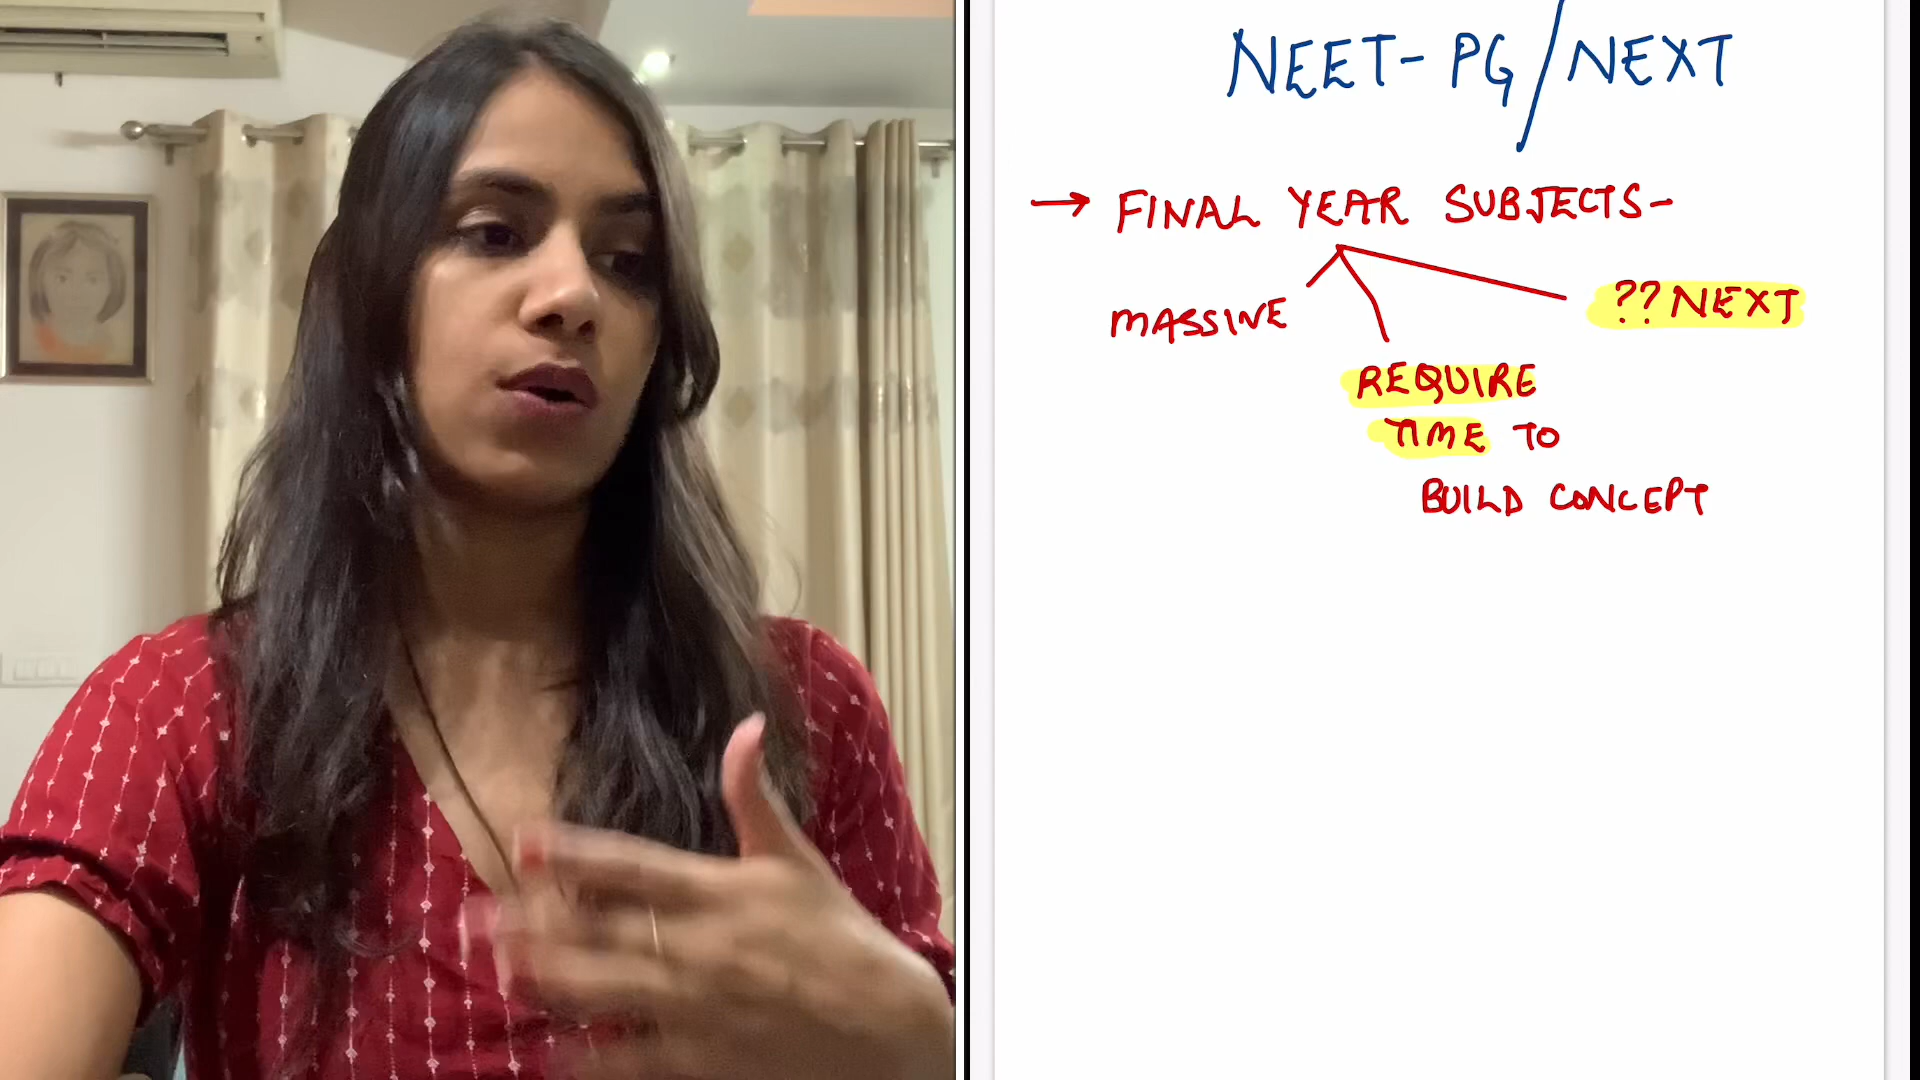 NEET-PG/NEXT
→ FINAL YEAR SUBJECTS-
MASSIVE
??NEXT
REQUIRE
TIME TO
BUILD CONCEPT